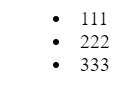 • 111
• 222
• 333